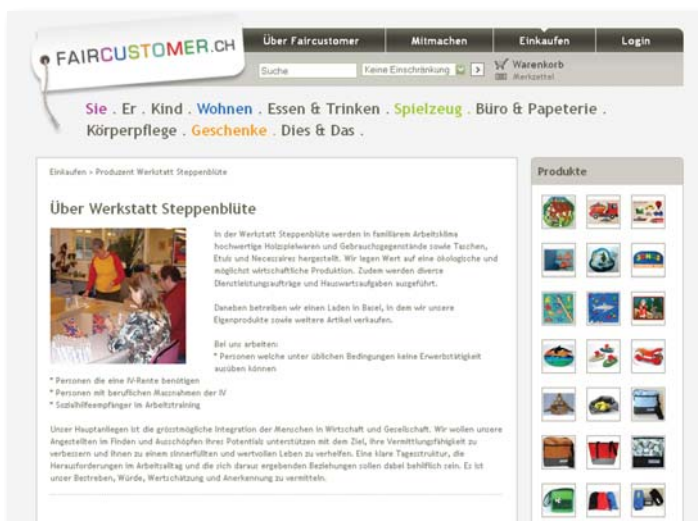 FAIRCUSTOMER.CH
Über Faircustomer Mitmachen Einkaufen Login
Suche Keine Einschränkung Warenkorb
Merkzettel
Sie . Er . Kind . Wohnen . Essen & Trinken . Spielzeug . Büro & Papeterie .
Körperpflege . Geschenke . Dies & Das .
Einkaufen » Produzent Werkstatt Steppenblüte
Produkte
Über Werkstatt Steppenblüte
In der Werkstatt Steppenblüte werden in familiärem Arbeitsklima
hochwertige Holzspielwaren und Gebrauchsgegenstände sowie Taschen,
Etuis und Necessaires hergestellt. Wir legen Wert auf eine ökologische und
möglichst wirtschaftliche Produktion. Zudem werden diverse
Dienstleistungsaufträge und Hauswartsaufgaben ausgeführt.
Daneben betreiben wir einen Laden in Basel, in dem wir unsere
Eigenprodukte sowie weitere Artikel verkaufen.
Bei uns arbeiten:
* Personen welche unter üblichen Bedingungen keine Erwerbstätigkeit
ausüben können
* Personen die eine IV-Rente benötigen
* Personen mit beruflichen Massnahmen der IV
* Sozialhilfeempfänger im Arbeitstraining
Unser Hauptanliegen ist die grösstmögliche Integration der Menschen in Wirtschaft und Gesellschaft. Wir wollen unsere
Angestellten im Finden und Ausschöpfen ihres Potentials unterstützen mit dem Ziel, ihre Vermittlungsfähigkeit zu
verbessern und ihnen zu einem sinnerfüllten und wertvollen Leben zu verhelfen. Eine klare Tagesstruktur, die
Herausforderungen im Arbeitsalltag und die sich daraus ergebenden Beziehungen sollen dabei behilflich sein. Es ist
unser Bestreben, Würde, Wertschätzung und Anerkennung zu vermitteln.